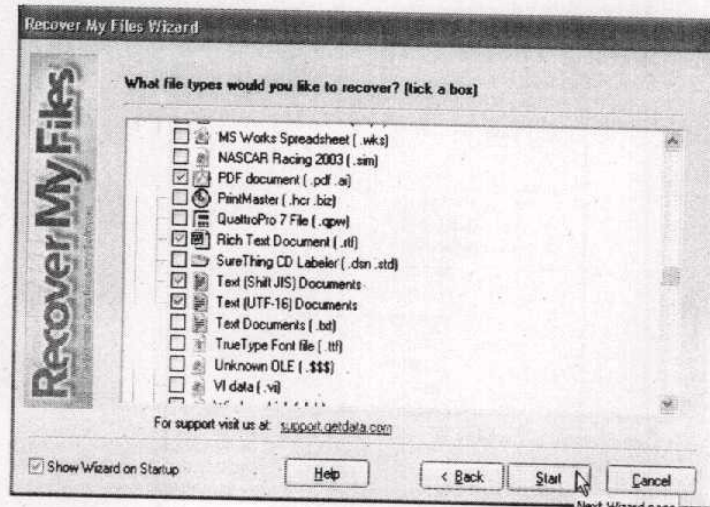 Recover My Files Wizard
Recover My Files
What file types would you like to recover? [tick a box]
MS Works Spreadsheet ( .wks)
NASCAR Racing 2003 ( .sim)
PDF document ( .pdf .ai)
PrintMaster ( .hcr .biz)
QuattroPro 7 File ( .qpw)
Rich Text Document ( .rtf)
SureThing CD Labeler ( .dsn .std)
Text (Shift JIS) Documents
Text (UTF-16) Documents
Text Documents ( .txt)
TrueType Font file ( .ttf)
Unknown OLE ( .$$$)
VI data ( .vi)
For support visit us at: support.getdata.com
Show Wizard on Startup
Help
< Back
Start
Cancel
Next Wizard page